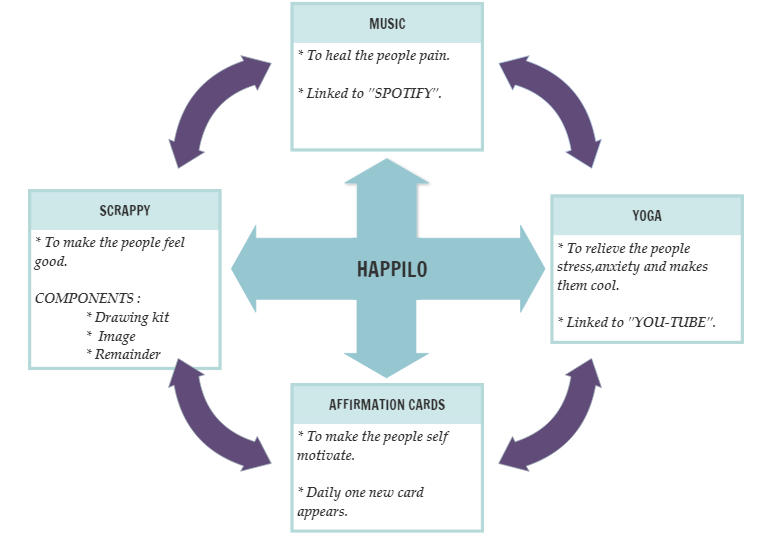 MUSIC
* To heal the people pain.
* Linked to "SPOTIFY".
SCRAPPY
* To make the people feel
good.
COMPONENTS :
* Drawing kit
* Image
* Remainder
HAPPILO
YOGA
* To relieve the people
stress,anxiety and makes
them cool.
* Linked to "YOU-TUBE".
AFFIRMATION CARDS
* To make the people self
motivate.
* Daily one new card
appears.